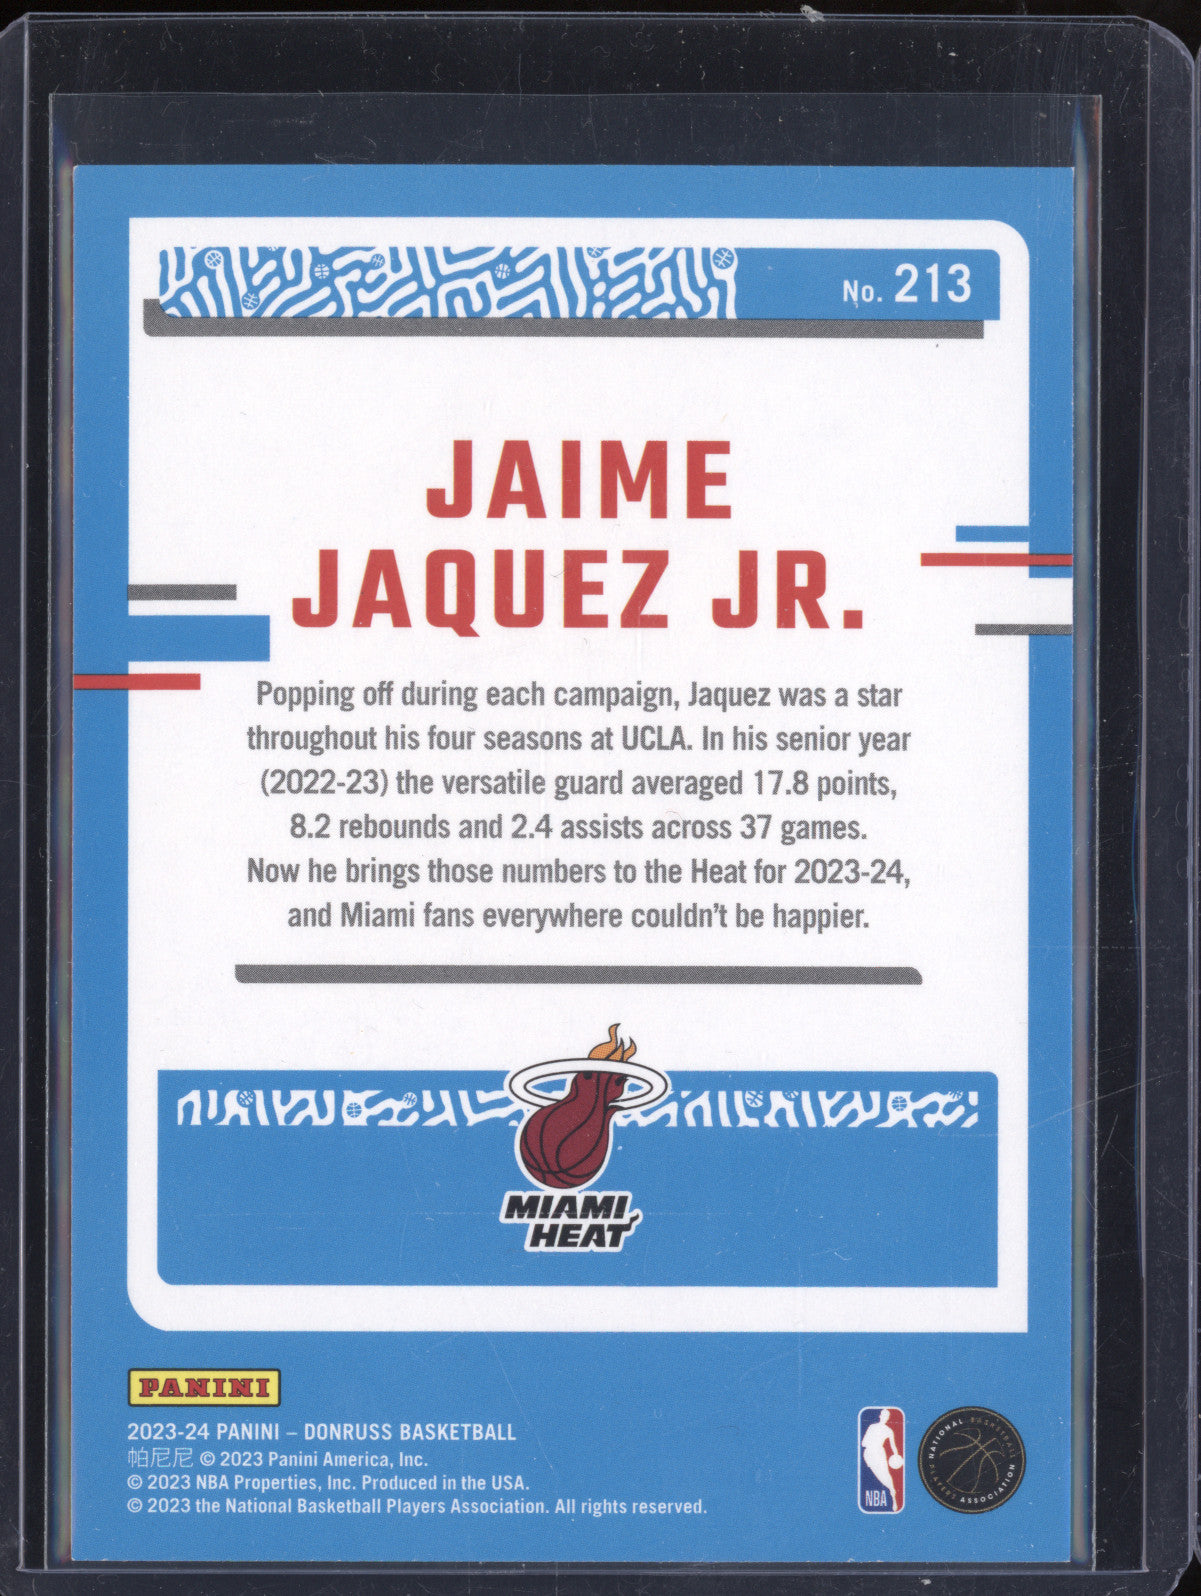 No. 213
JAIME
JAQUEZ JR.
Popping off during each campaign, Jaquez was a star
throughout his four seasons at UCLA. In his senior year
(2022-23) the versatile guard averaged 17.8 points,
8.2 rebounds and 2.4 assists across 37 games.
Now he brings those numbers to the Heat for 2023-24,
and Miami fans everywhere couldn't be happier.
MIAMI
HEAT
PANINI
2023-24 PANINI – DONRUSS BASKETBALL
帕尼尼 © 2023 Panini America, Inc.
© 2023 NBA Properties, Inc. Produced in the USA.
© 2023 the National Basketball Players Association. All rights reserved.
NBA
NATIONAL BASKETBALL PLAYERS ASSOCIATION